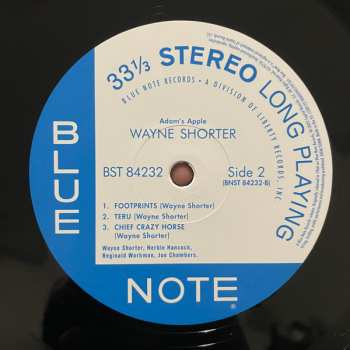 33 1/3 STEREO LONG PLAYING
BLUE NOTE RECORDS • A DIVISION OF LIBERTY RECORDS, INC
Adam's Apple
WAYNE SHORTER
BST 84232
Side 2
(BNST 84232-B)
1. FOOTPRINTS (Wayne Shorter)
2. TERU (Wayne Shorter)
3. CHIEF CRAZY HORSE
(Wayne Shorter)
Wayne Shorter, Herbie Hancock,
Reginald Workman, Joe Chambers.
BLUE
NOTE
®